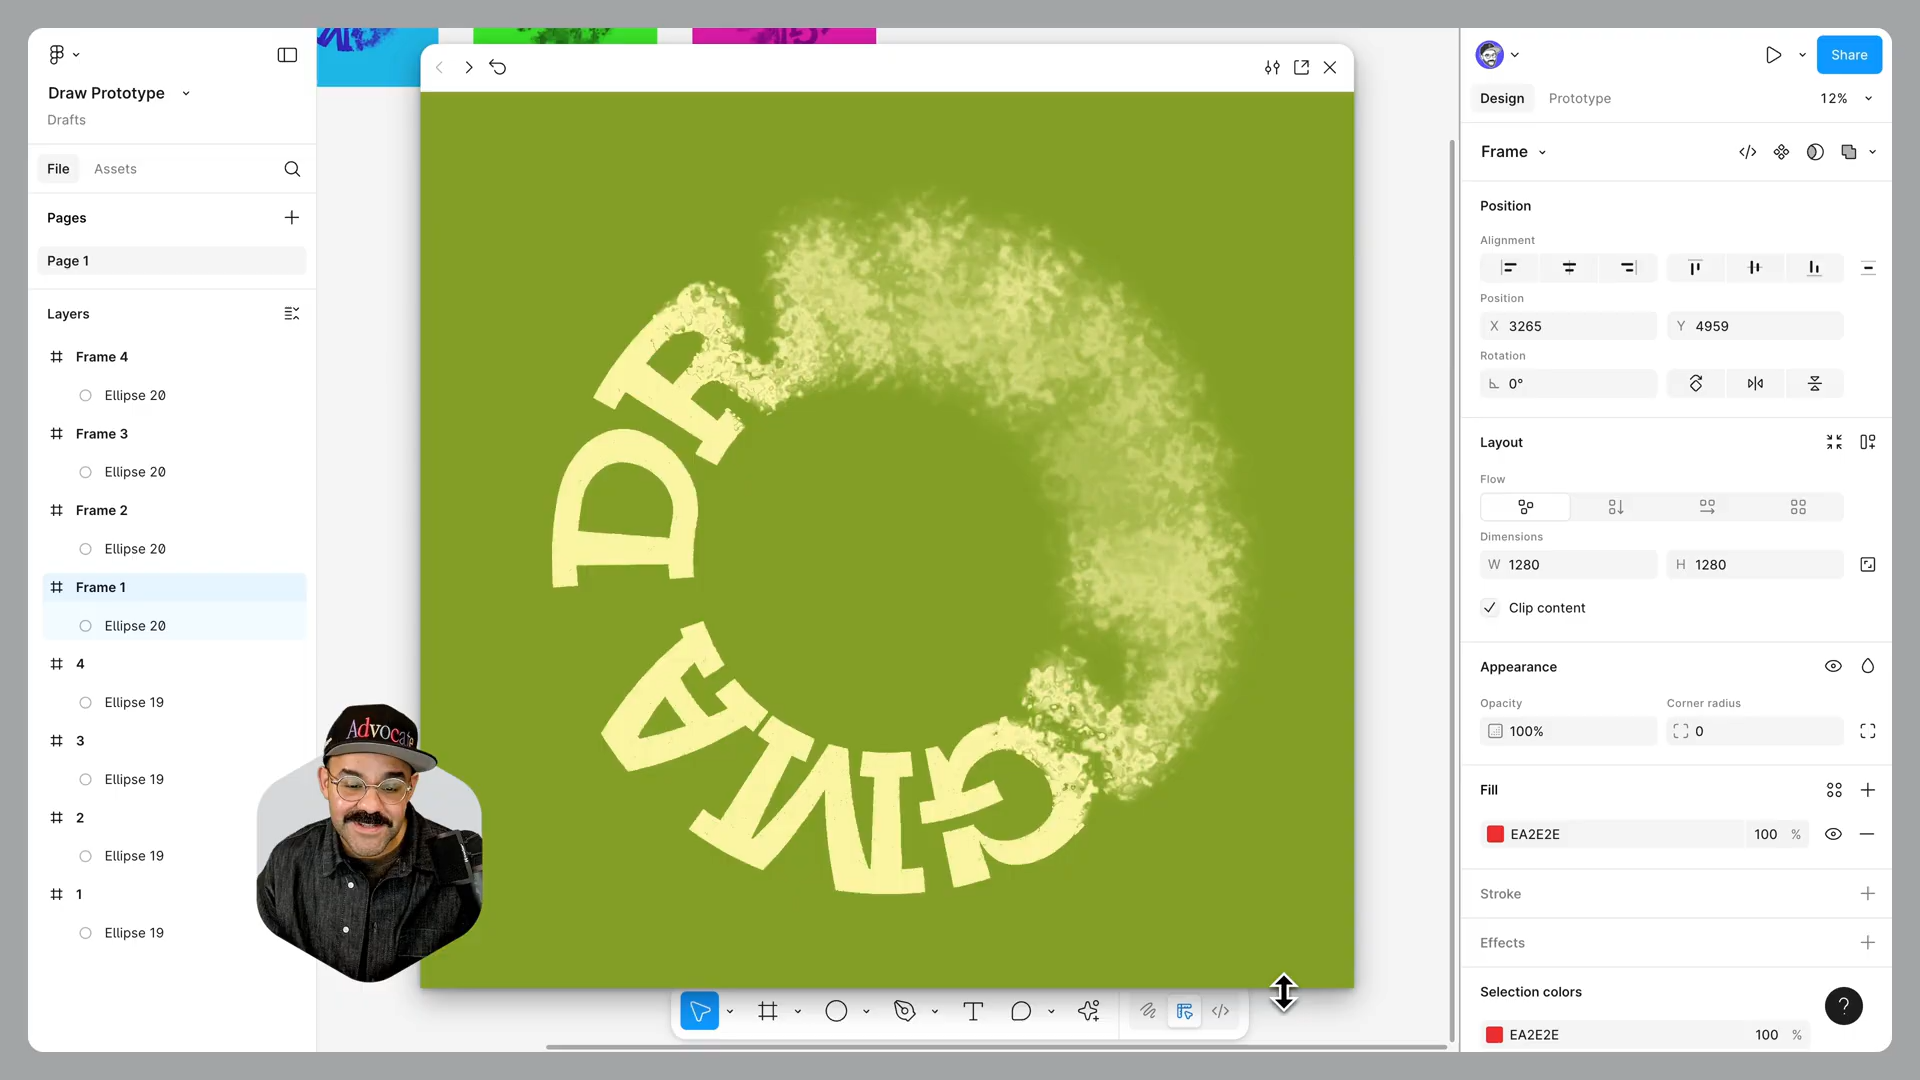 Draw Prototype
Drafts
File
Assets
Pages
Page 1
Layers
Frame 4
Ellipse 20
Frame 3
Ellipse 20
Frame 2
Ellipse 20
Frame 1
Ellipse 20
4
Ellipse 19
3
Ellipse 19
2
Ellipse 19
1
Ellipse 19
Advocate
GMA DR
Share
Design
Prototype
12%
Frame
Position
Alignment
Position
X 3265
Y 4959
Rotation
0°
Layout
Flow
Dimensions
W 1280
H 1280
Clip content
Appearance
Opacity
Corner radius
100%
0
Fill
EA2E2E
100 %
Stroke
Effects
Selection colors
EA2E2E
100 %
?